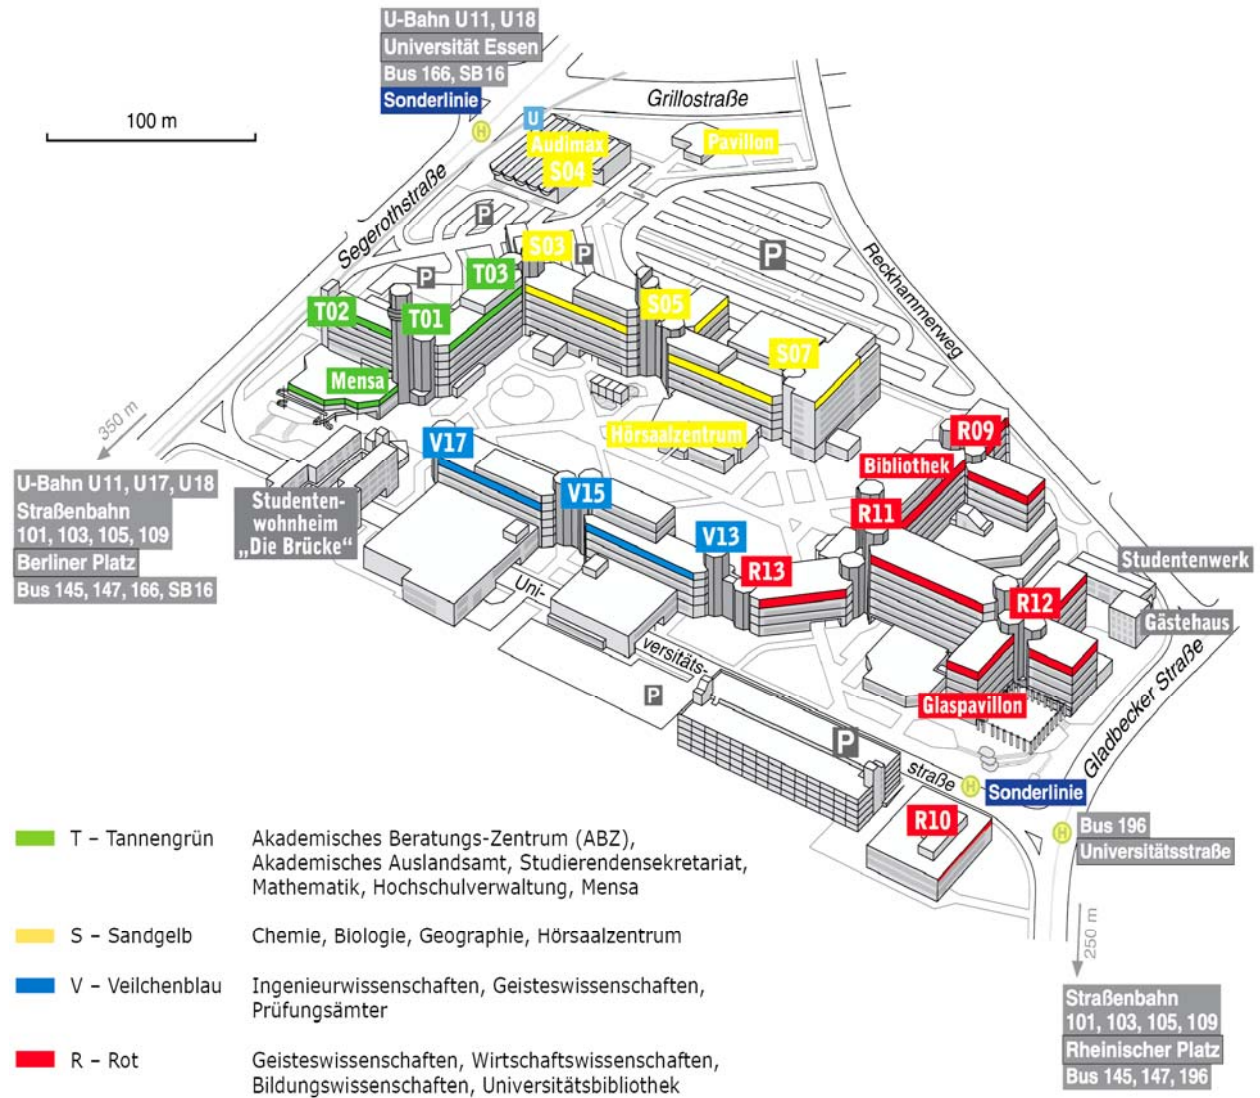 U-Bahn U11, U18
Universität Essen
Bus 166, SB16
Sonderlinie
100 m
H
U
Grillostraße
Audimax
S04
Pavillon
Segerothstraße
P
S03
P
P
P
Reckhammerweg
T03
T02
T01
S05
S07
Mensa
350 m
V17
Hörsaalzentrum
R09
Bibliothek
U-Bahn U11, U17, U18
Straßenbahn
101, 103, 105, 109
Berliner Platz
Bus 145, 147, 166, SB16
Studenten-
wohnheim
„Die Brücke“
V15
R11
V13
R13
Uni-
versitäts-
straße
Studentenwerk
R12
Gästehaus
Glaspavillon
Gladbecker Straße
P
P
H
Sonderlinie
R10
H
Bus 196
Universitätsstraße
250 m
Straßenbahn
101, 103, 105, 109
Rheinischer Platz
Bus 145, 147, 196
T – Tannengrün Akademisches Beratungs-Zentrum (ABZ),
Akademisches Auslandsamt, Studierendensekretariat,
Mathematik, Hochschulverwaltung, Mensa
S – Sandgelb Chemie, Biologie, Geographie, Hörsaalzentrum
V – Veilchenblau Ingenieurwissenschaften, Geisteswissenschaften,
Prüfungsämter
R – Rot Geisteswissenschaften, Wirtschaftswissenschaften,
Bildungswissenschaften, Universitätsbibliothek